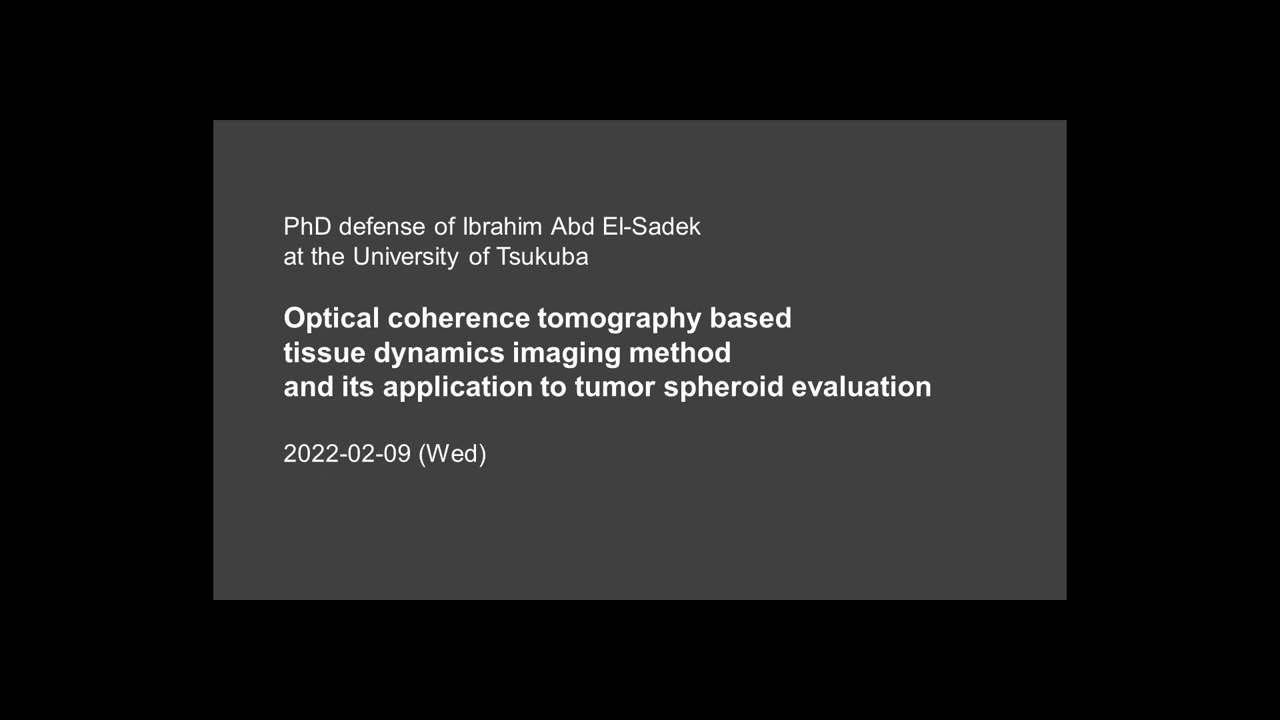 PhD defense of Ibrahim Abd El-Sadek
at the University of Tsukuba
Optical coherence tomography based
tissue dynamics imaging method
and its application to tumor spheroid evaluation
2022-02-09 (Wed)